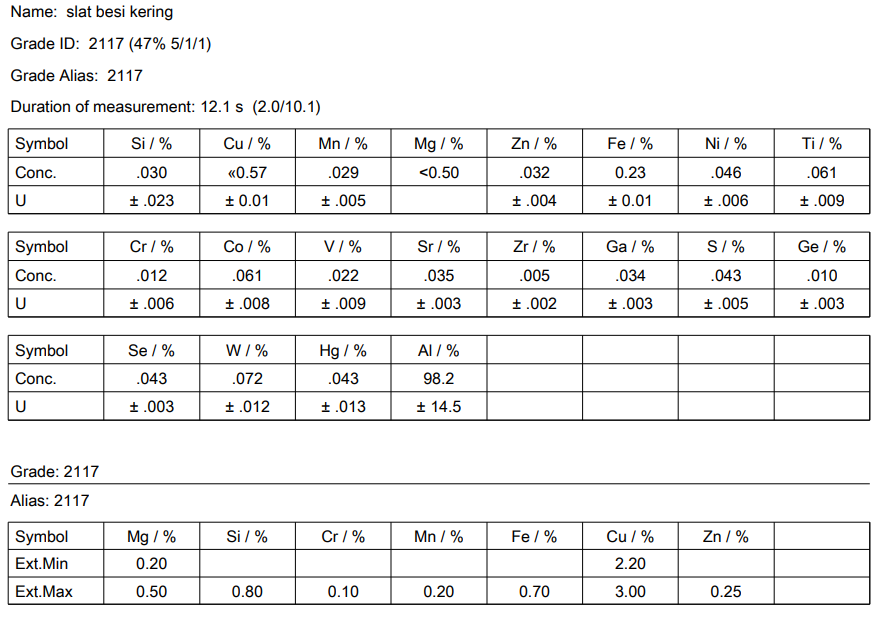 Name: slat besi kering
Grade ID: 2117 (47% 5/1/1)
Grade Alias: 2117
Duration of measurement: 12.1 s (2.0/10.1)
Symbol Si / % Cu / % Mn / % Mg / % Zn / % Fe / % Ni / % Ti / %
Conc. .030 «0.57 .029 <0.50 .032 0.23 .046 .061
U ± .023 ± 0.01 ± .005 ± .004 ± 0.01 ± .006 ± .009
Symbol Cr / % Co / % V / % Sr / % Zr / % Ga / % S / % Ge / %
Conc. .012 .061 .022 .035 .005 .034 .043 .010
U ± .006 ± .008 ± .009 ± .003 ± .002 ± .003 ± .005 ± .003
Symbol Se / % W / % Hg / % Al / %
Conc. .043 .072 .043 98.2
U ± .003 ± .012 ± .013 ± 14.5
Grade: 2117
Alias: 2117
Symbol Mg / % Si / % Cr / % Mn / % Fe / % Cu / % Zn / %
Ext.Min 0.20 2.20
Ext.Max 0.50 0.80 0.10 0.20 0.70 3.00 0.25